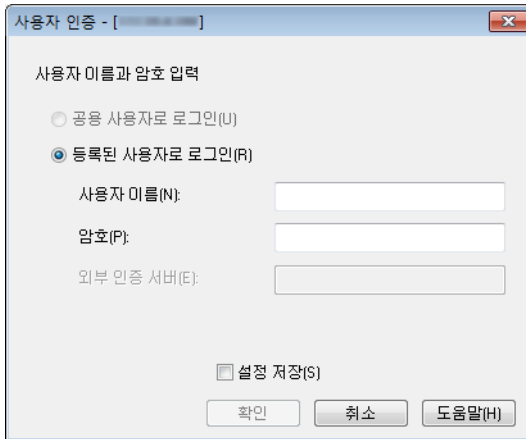 사용자 인증 - [ ]
사용자 이름과 암호 입력
공용 사용자로 로그인(U)
등록된 사용자로 로그인(R)
사용자 이름(N):
암호(P):
외부 인증 서버(E):
설정 저장(S)
확인 취소 도움말(H)